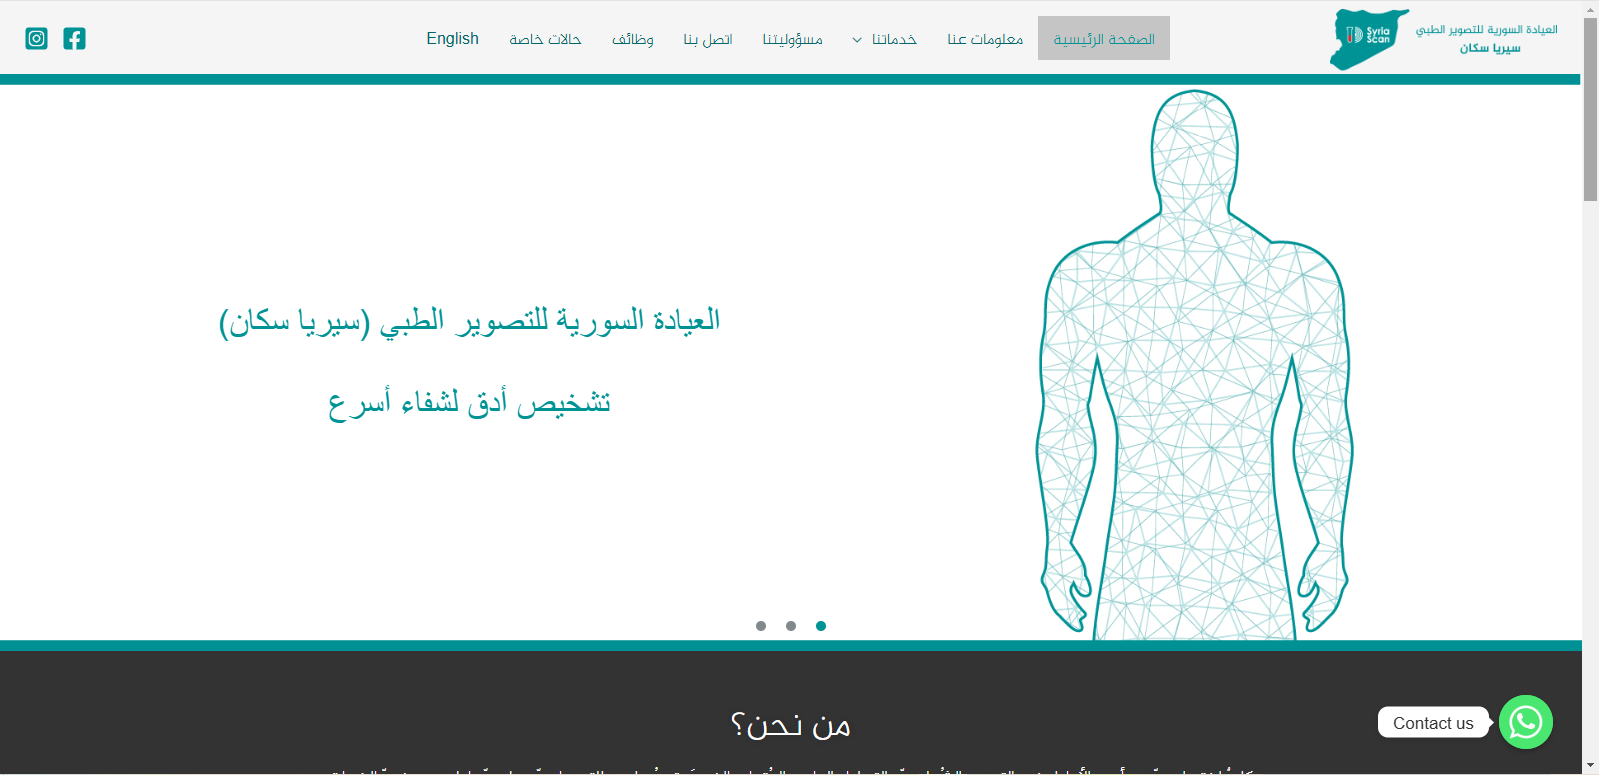 العيادة السورية للتصوير الطبي
سيريا سكان
Syria
Scan
الصفحة الرئيسية
معلومات عنا
خدماتنا
مسؤوليتنا
اتصل بنا
وظائف
حالات خاصة
English
العيادة السورية للتصوير الطبي (سيريا سكان)
تشخيص أدق لشفاء أسرع
من نحن؟
Contact us